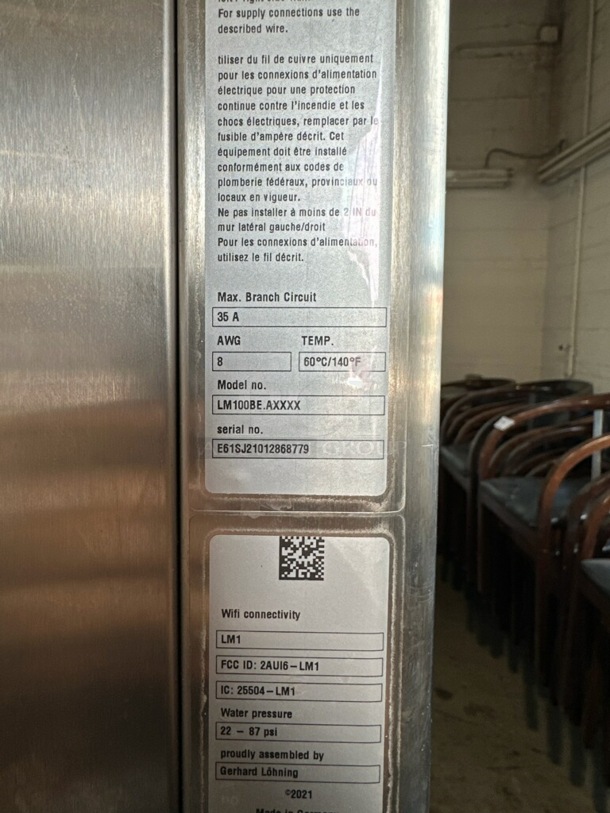 For supply connections use the
described wire.
tiliser du fil de cuivre uniquement
pour les connexions d'alimentation
électrique pour une protection
continue contre l'incendie et les
chocs électriques, remplacer par le
fusible d'ampère décrit. Cet
équipement doit être installé
conformément aux codes de
plomberie fédéraux, provinciaux ou
locaux en vigueur.
Ne pas installer à moins de 2 IN du
mur latéral gauche/droit
Pour les connexions d'alimentation,
utilisez le fil décrit.
Max. Branch Circuit
35 A
AWG TEMP.
8 60°C/140°F
Model no.
LM100BE.AXXXX
serial no.
E61SJ21012868779
Wifi connectivity
LM1
FCC ID: 2AUI6-LM1
IC: 25504-LM1
Water pressure
22 - 87 psi
proudly assembled by
Gerhard Löhning
©2021
Made in